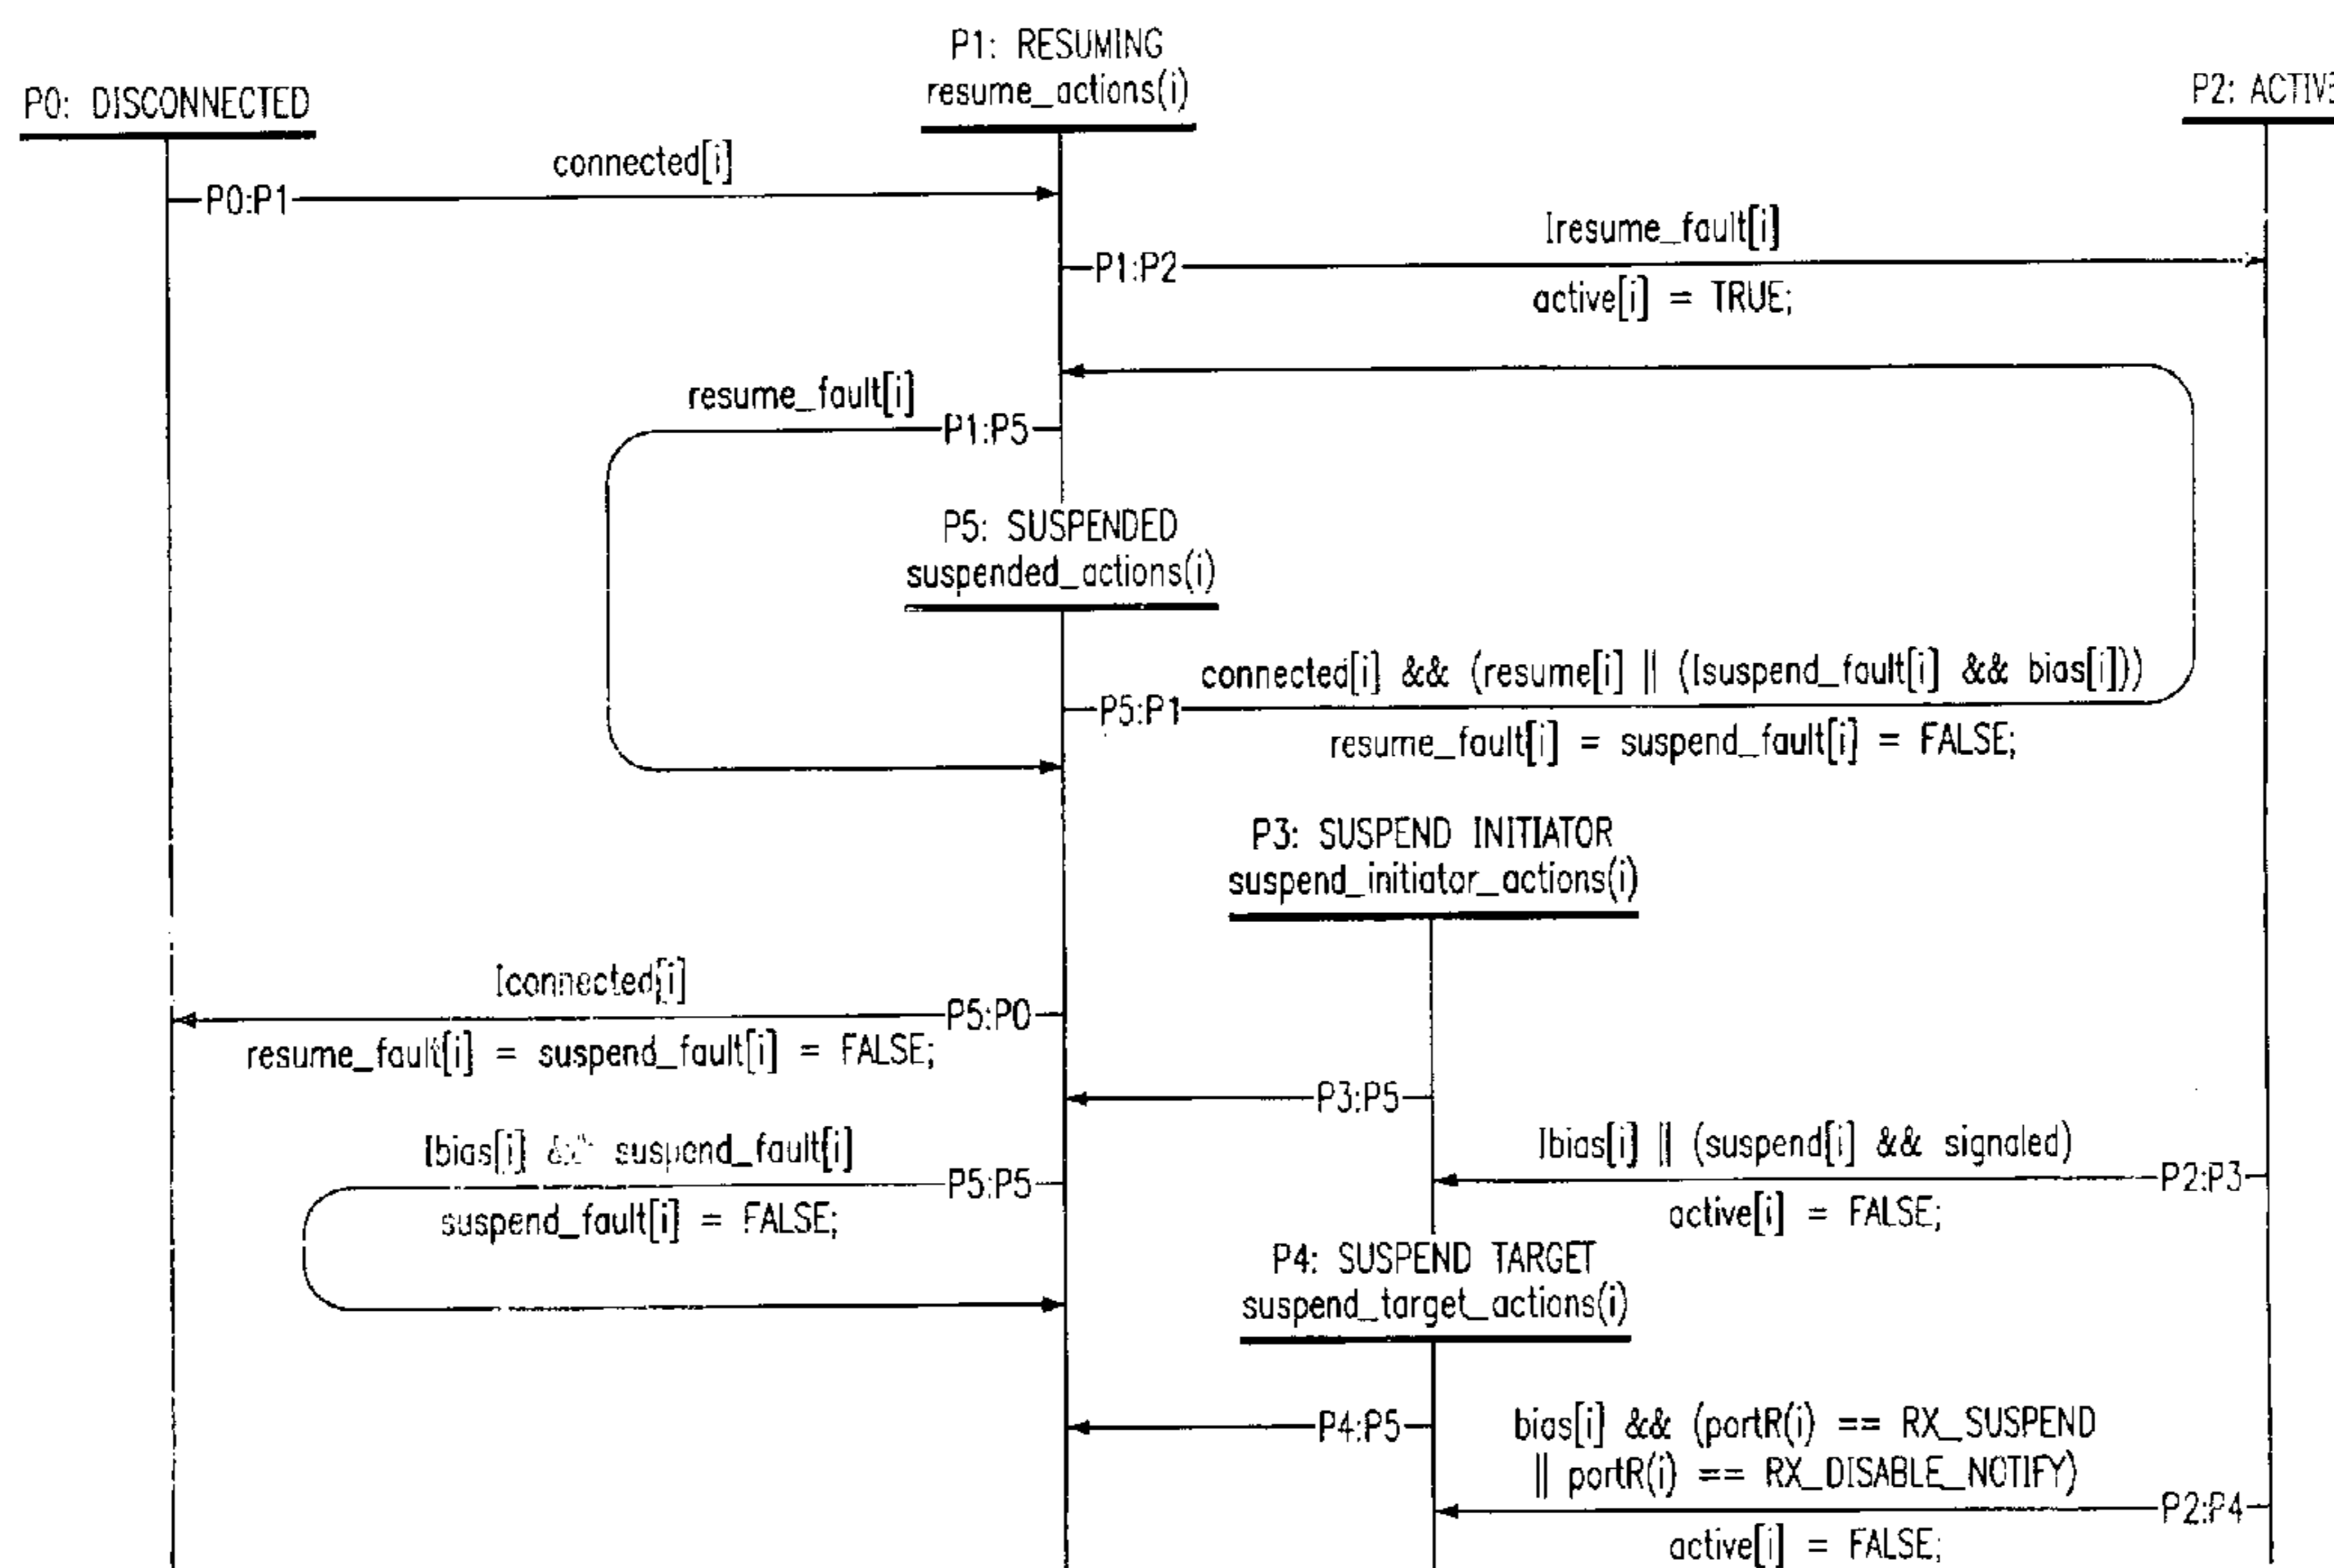 P1: RESUMING
resume_actions(i)
P0: DISCONNECTED
P2: ACTIVE
connected[i]
P0:P1
!resume_fault[i]
P1:P2
active[i] = TRUE;
resume_fault[i]
P1:P5
P5: SUSPENDED
suspended_actions(i)
connected[i] && (resume[i] || (!suspend_fault[i] && bias[i]))
P5:P1
resume_fault[i] = suspend_fault[i] = FALSE;
P3: SUSPEND INITIATOR
suspend_initiator_actions(i)
!connected[i]
P5:P0
resume_fault[i] = suspend_fault[i] = FALSE;
P3:P5
!bias[i] && suspend_fault[i]
P5:P5
suspend_fault[i] = FALSE;
!bias[i] || (suspend[i] && signaled)
P2:P3
active[i] = FALSE;
P4: SUSPEND TARGET
suspend_target_actions(i)
P4:P5
bias[i] && (portR(i) == RX_SUSPEND
|| portR(i) == RX_DISABLE_NOTIFY)
P2:P4
active[i] = FALSE;